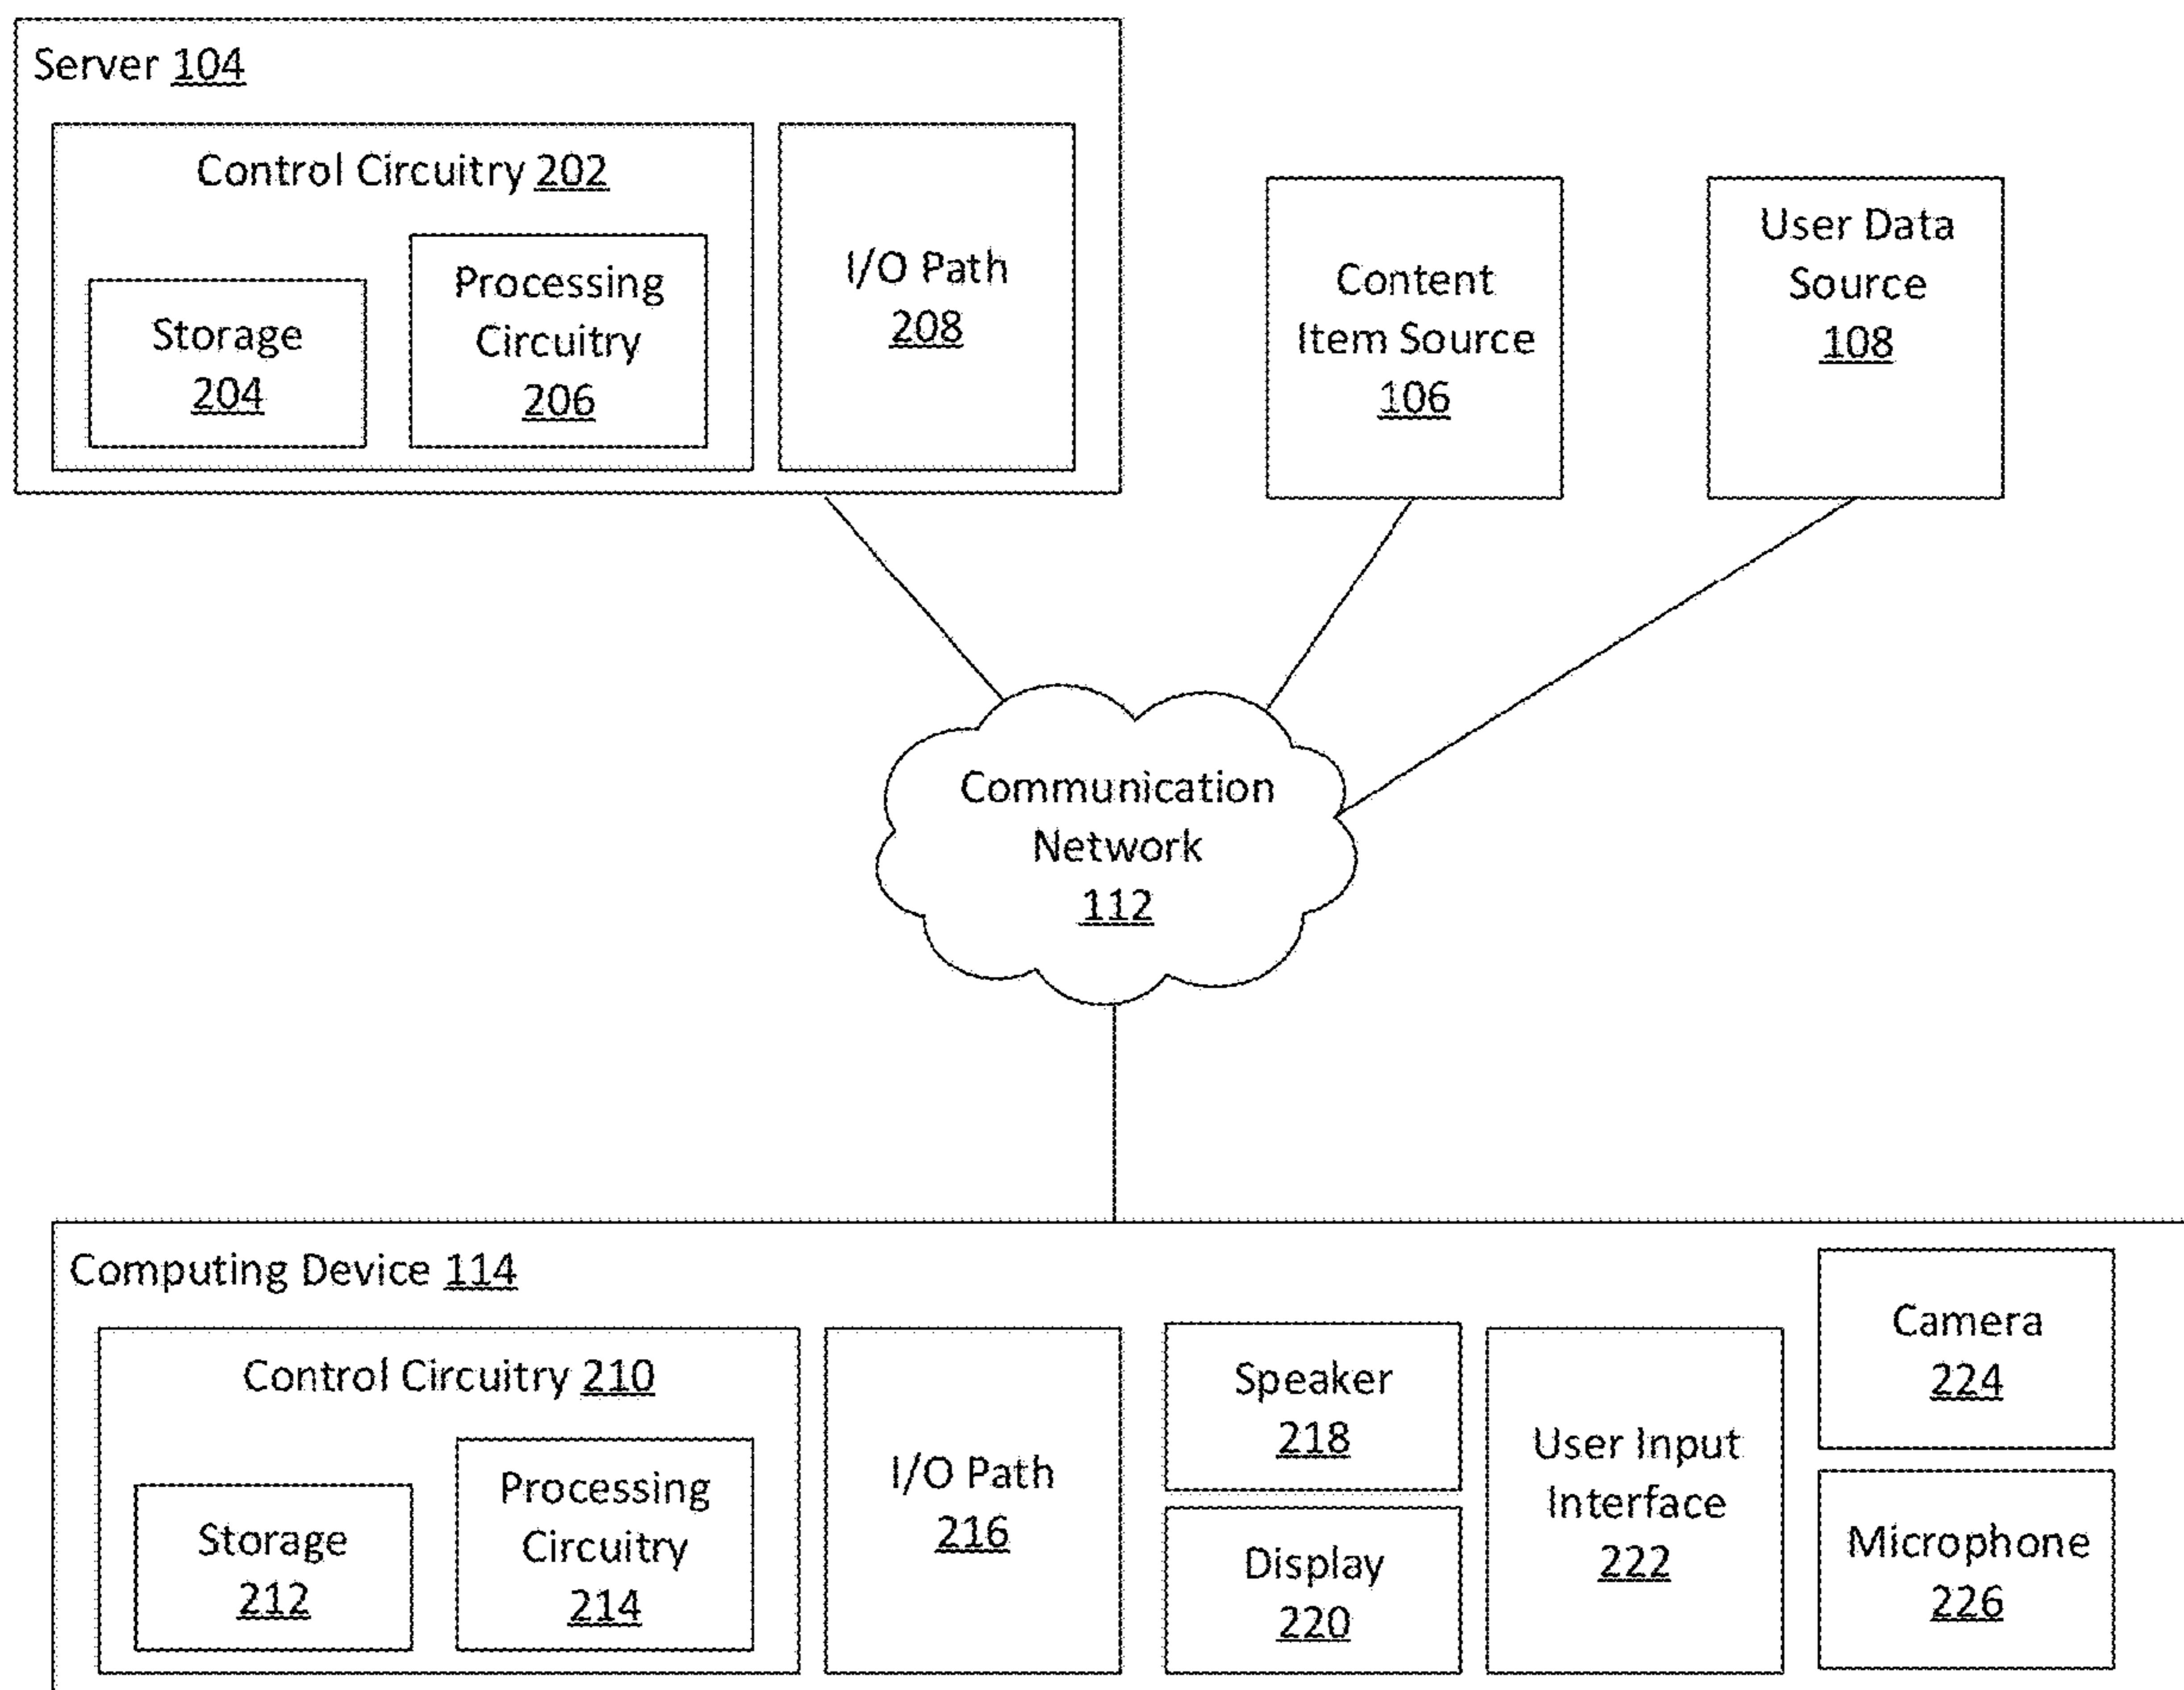 Server 104
Control Circuitry 202
Storage
204
Processing
Circuitry
206
I/O Path
208
Content
Item Source
106
User Data
Source
108
Communication
Network
112
Computing Device 114
Control Circuitry 210
Storage
212
Processing
Circuitry
214
I/O Path
216
Speaker
218
Display
220
User Input
Interface
222
Camera
224
Microphone
226